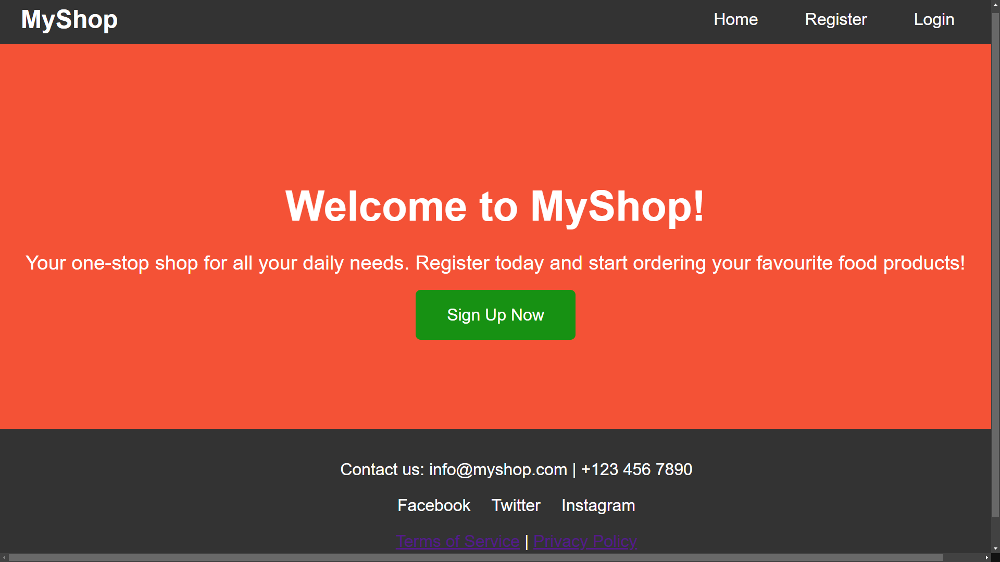 MyShop
Home Register Login
Welcome to MyShop!
Your one-stop shop for all your daily needs. Register today and start ordering your favourite food products!
Sign Up Now
Contact us: info@myshop.com | +123 456 7890
Facebook Twitter Instagram
Terms of Service | Privacy Policy